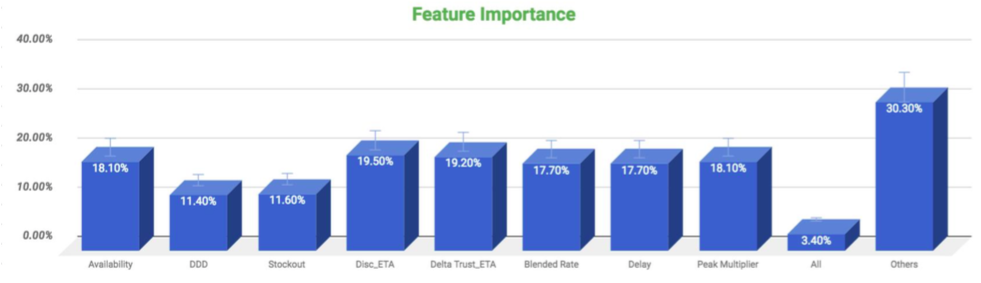 Feature Importance
40.00%
30.00%
20.00%
10.00%
0.00%
18.10%
11.40%
11.60%
19.50%
19.20%
17.70%
17.70%
18.10%
3.40%
30.30%
Availability
DDD
Stockout
Disc_ETA
Delta Trust_ETA
Blended Rate
Delay
Peak Multiplier
All
Others